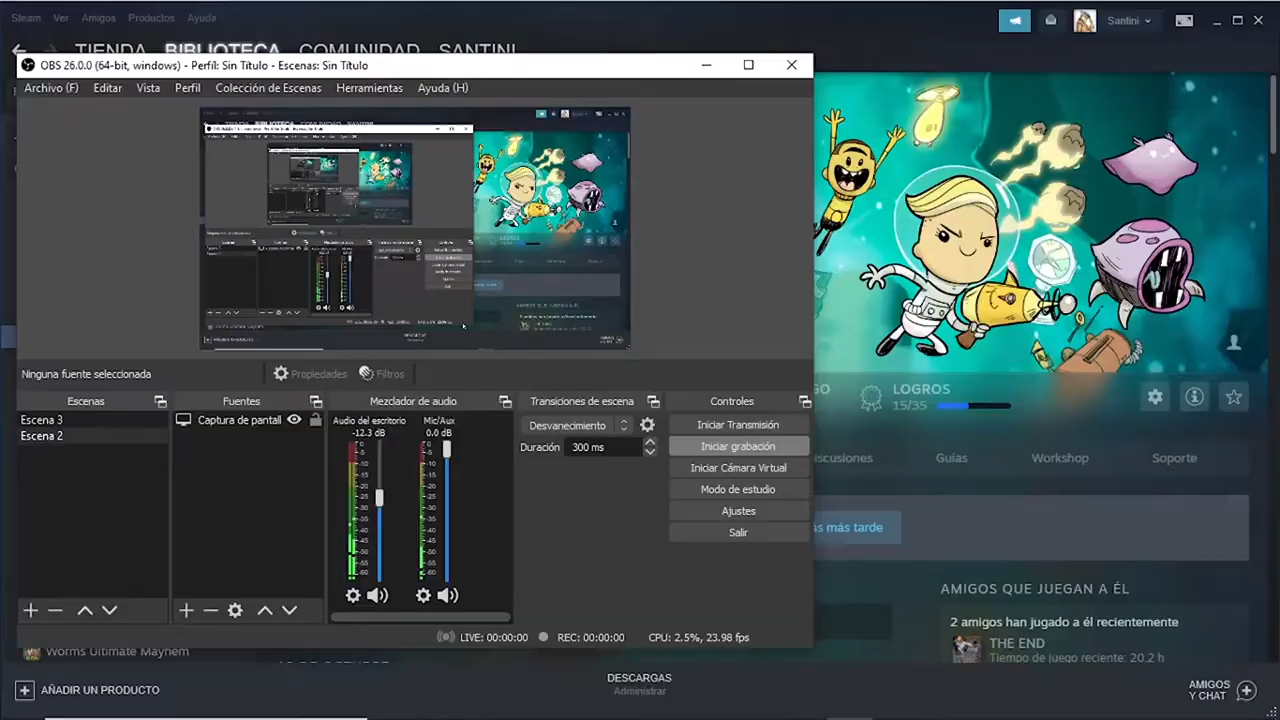 Steam Ver Amigos Productos Ayuda
Santini
TIENDA BIBLIOTECA COMUNIDAD SANTINI
OBS 26.0.0 (64-bit, windows) - Perfil: Sin Título - Escenas: Sin Título
Archivo (F) Editar Vista Perfil Colección de Escenas Herramientas Ayuda (H)
Ninguna fuente seleccionada
Propiedades
Filtros
Escenas
Escena 3
Escena 2
Fuentes
Captura de pantall
Mezclador de audio
Audio del escritorio
-12.3 dB
Mic/Aux
0.0 dB
Transiciones de escena
Desvanecimiento
Duración 300 ms
Controles
Iniciar Transmisión
Iniciar grabación
Iniciar Cámara Virtual
Modo de estudio
Ajustes
Salir
LIVE: 00:00:00
REC: 00:00:00
CPU: 2.5%, 23.98 fps
GO
LOGROS
15/35
iscusiones Guías Workshop Soporte
ás más tarde
AMIGOS QUE JUEGAN A ÉL
2 amigos han jugado a él recientemente
THE END
Tiempo de juego reciente: 20,2 h
Worms Ultimate Mayhem
AÑADIR UN PRODUCTO
DESCARGAS
Administrar
AMIGOS
Y CHAT